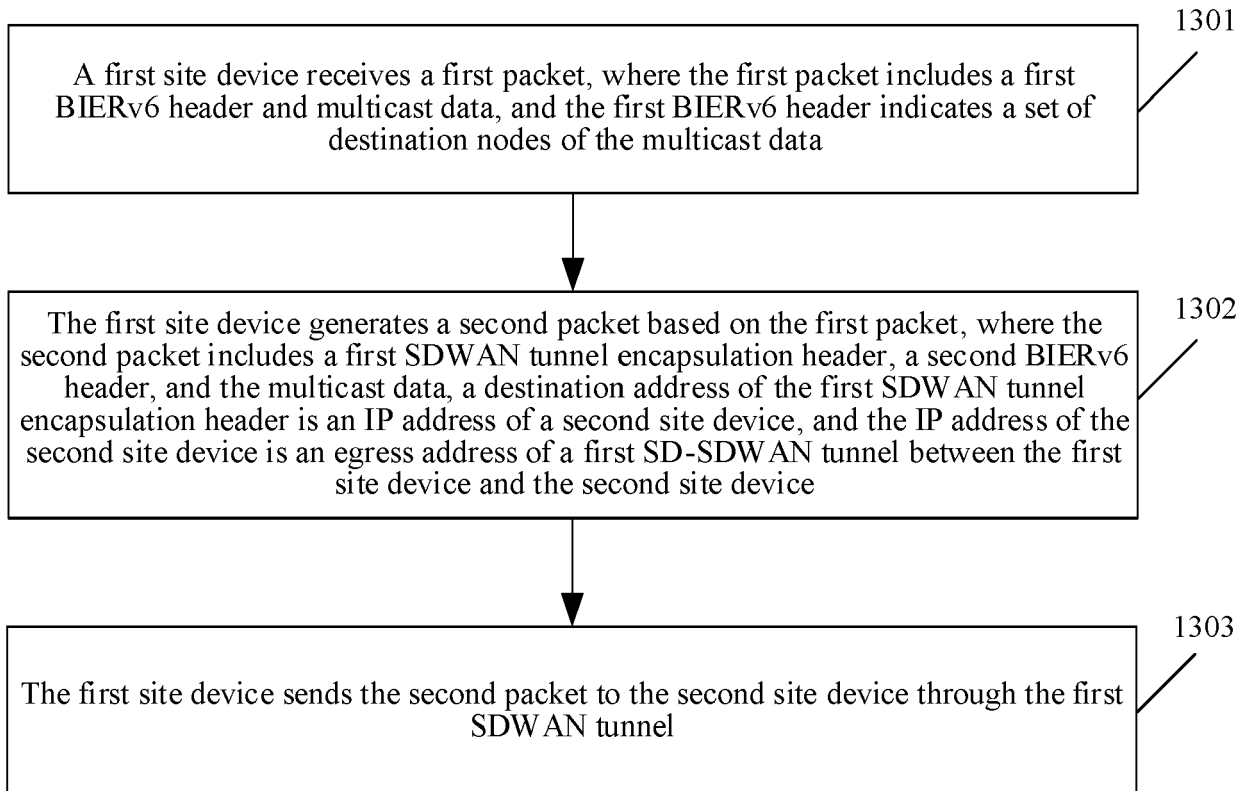 1301
A first site device receives a first packet, where the first packet includes a first
BIERv6 header and multicast data, and the first BIERv6 header indicates a set of
destination nodes of the multicast data
1302
The first site device generates a second packet based on the first packet, where the
second packet includes a first SDWAN tunnel encapsulation header, a second BIERv6
header, and the multicast data, a destination address of the first SDWAN tunnel
encapsulation header is an IP address of a second site device, and the IP address of the
second site device is an egress address of a first SD-SDWAN tunnel between the first
site device and the second site device
1303
The first site device sends the second packet to the second site device through the first
SDWAN tunnel